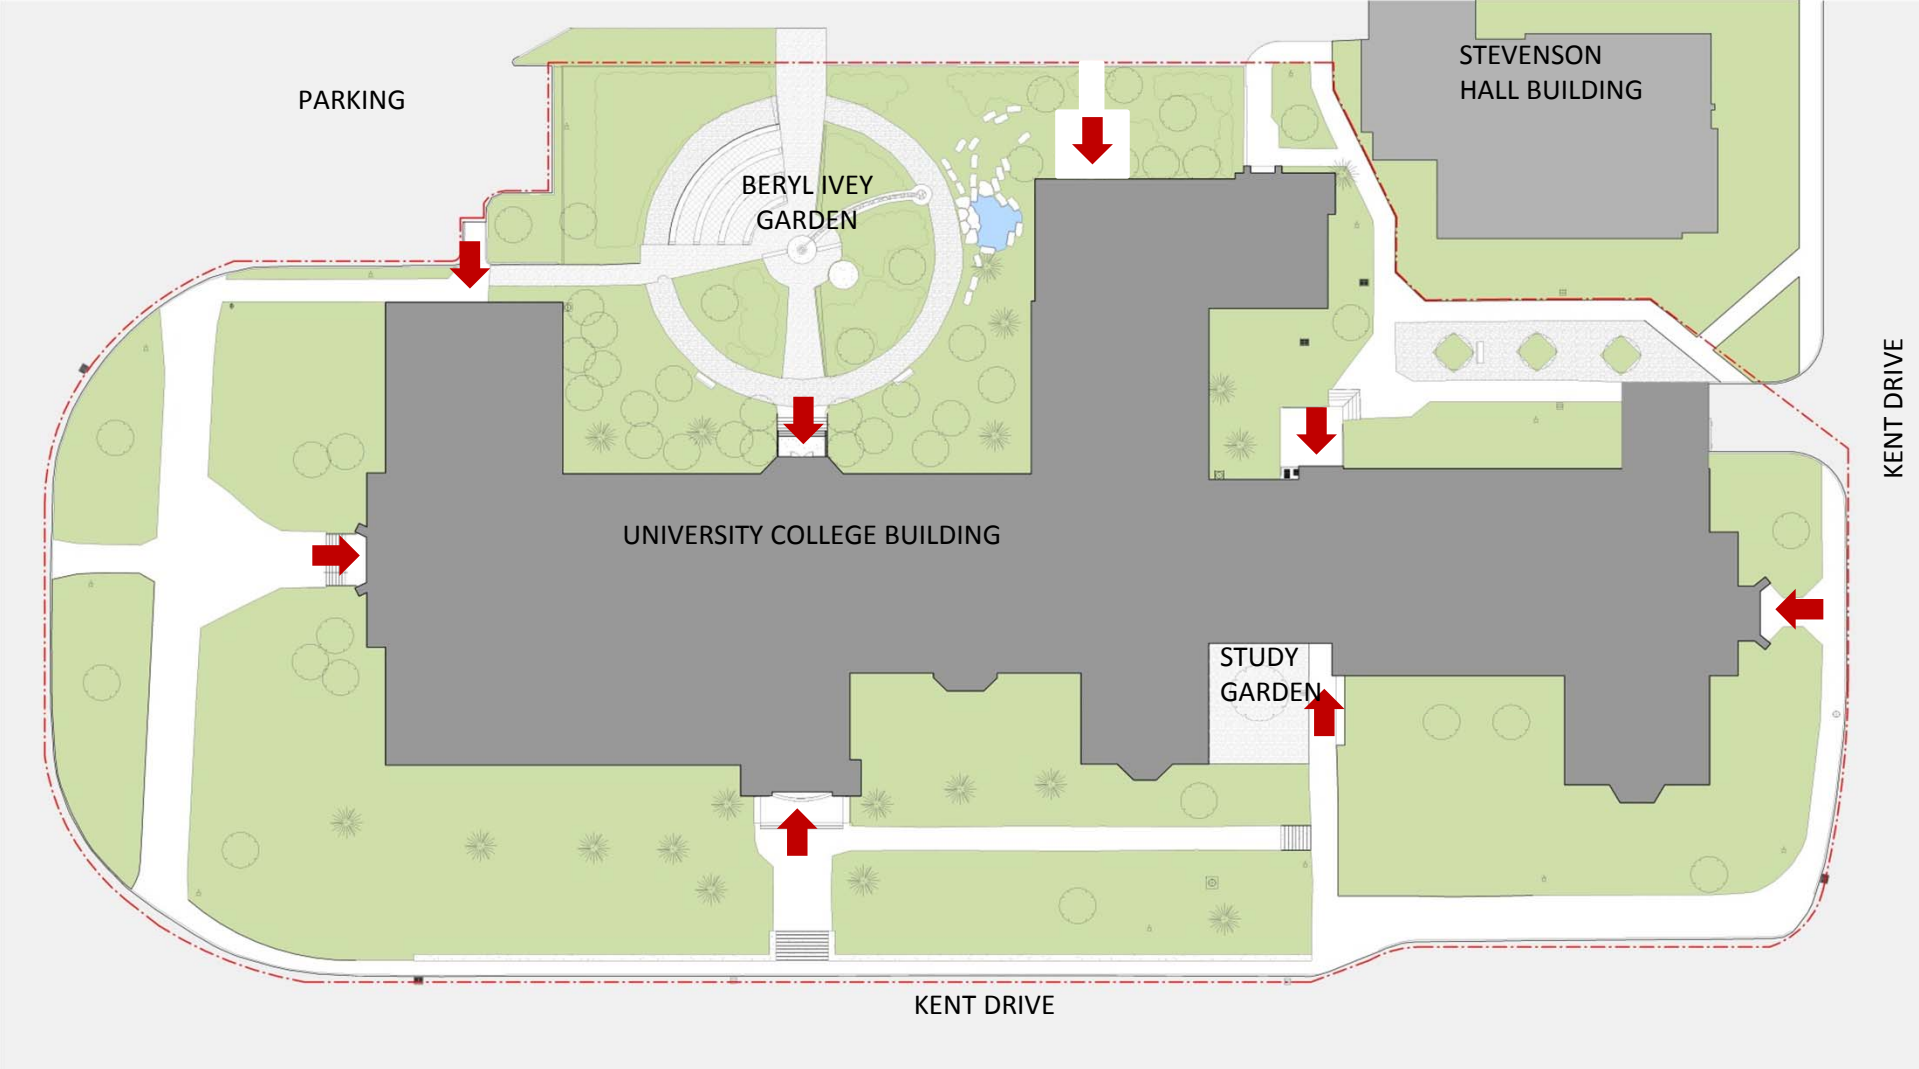 PARKING
STEVENSON
HALL BUILDING
BERYL IVEY
GARDEN
KENT DRIVE
UNIVERSITY COLLEGE BUILDING
STUDY
GARDEN
KENT DRIVE